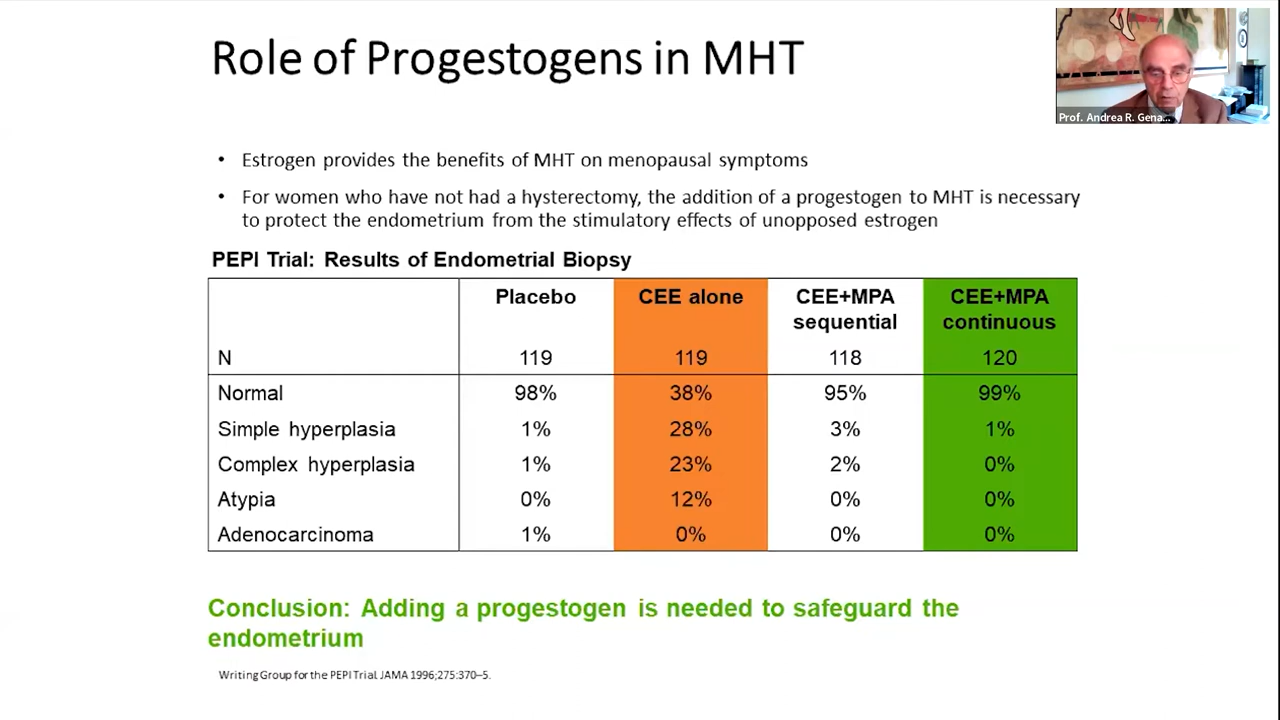 Role of Progestogens in MHT
Prof. Andrea R. Gena...
• Estrogen provides the benefits of MHT on menopausal symptoms
• For women who have not had a hysterectomy, the addition of a progestogen to MHT is necessary
to protect the endometrium from the stimulatory effects of unopposed estrogen
PEPI Trial: Results of Endometrial Biopsy
Placebo CEE alone CEE+MPA sequential CEE+MPA continuous
N 119 119 118 120
Normal 98% 38% 95% 99%
Simple hyperplasia 1% 28% 3% 1%
Complex hyperplasia 1% 23% 2% 0%
Atypia 0% 12% 0% 0%
Adenocarcinoma 1% 0% 0% 0%
Conclusion: Adding a progestogen is needed to safeguard the
endometrium
Writing Group for the PEPI Trial. JAMA 1996;275:370–5.